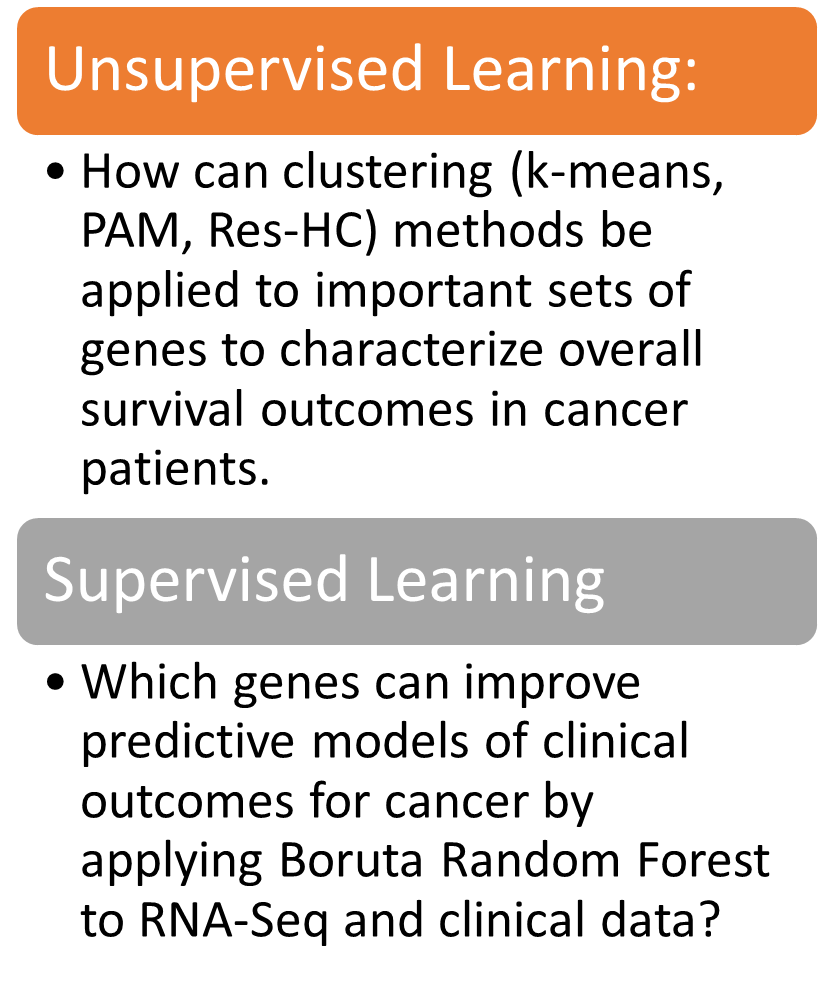 Unsupervised Learning:
• How can clustering (k-means,
PAM, Res-HC) methods be
applied to important sets of
genes to characterize overall
survival outcomes in cancer
patients.
Supervised Learning
• Which genes can improve
predictive models of clinical
outcomes for cancer by
applying Boruta Random Forest
to RNA-Seq and clinical data?